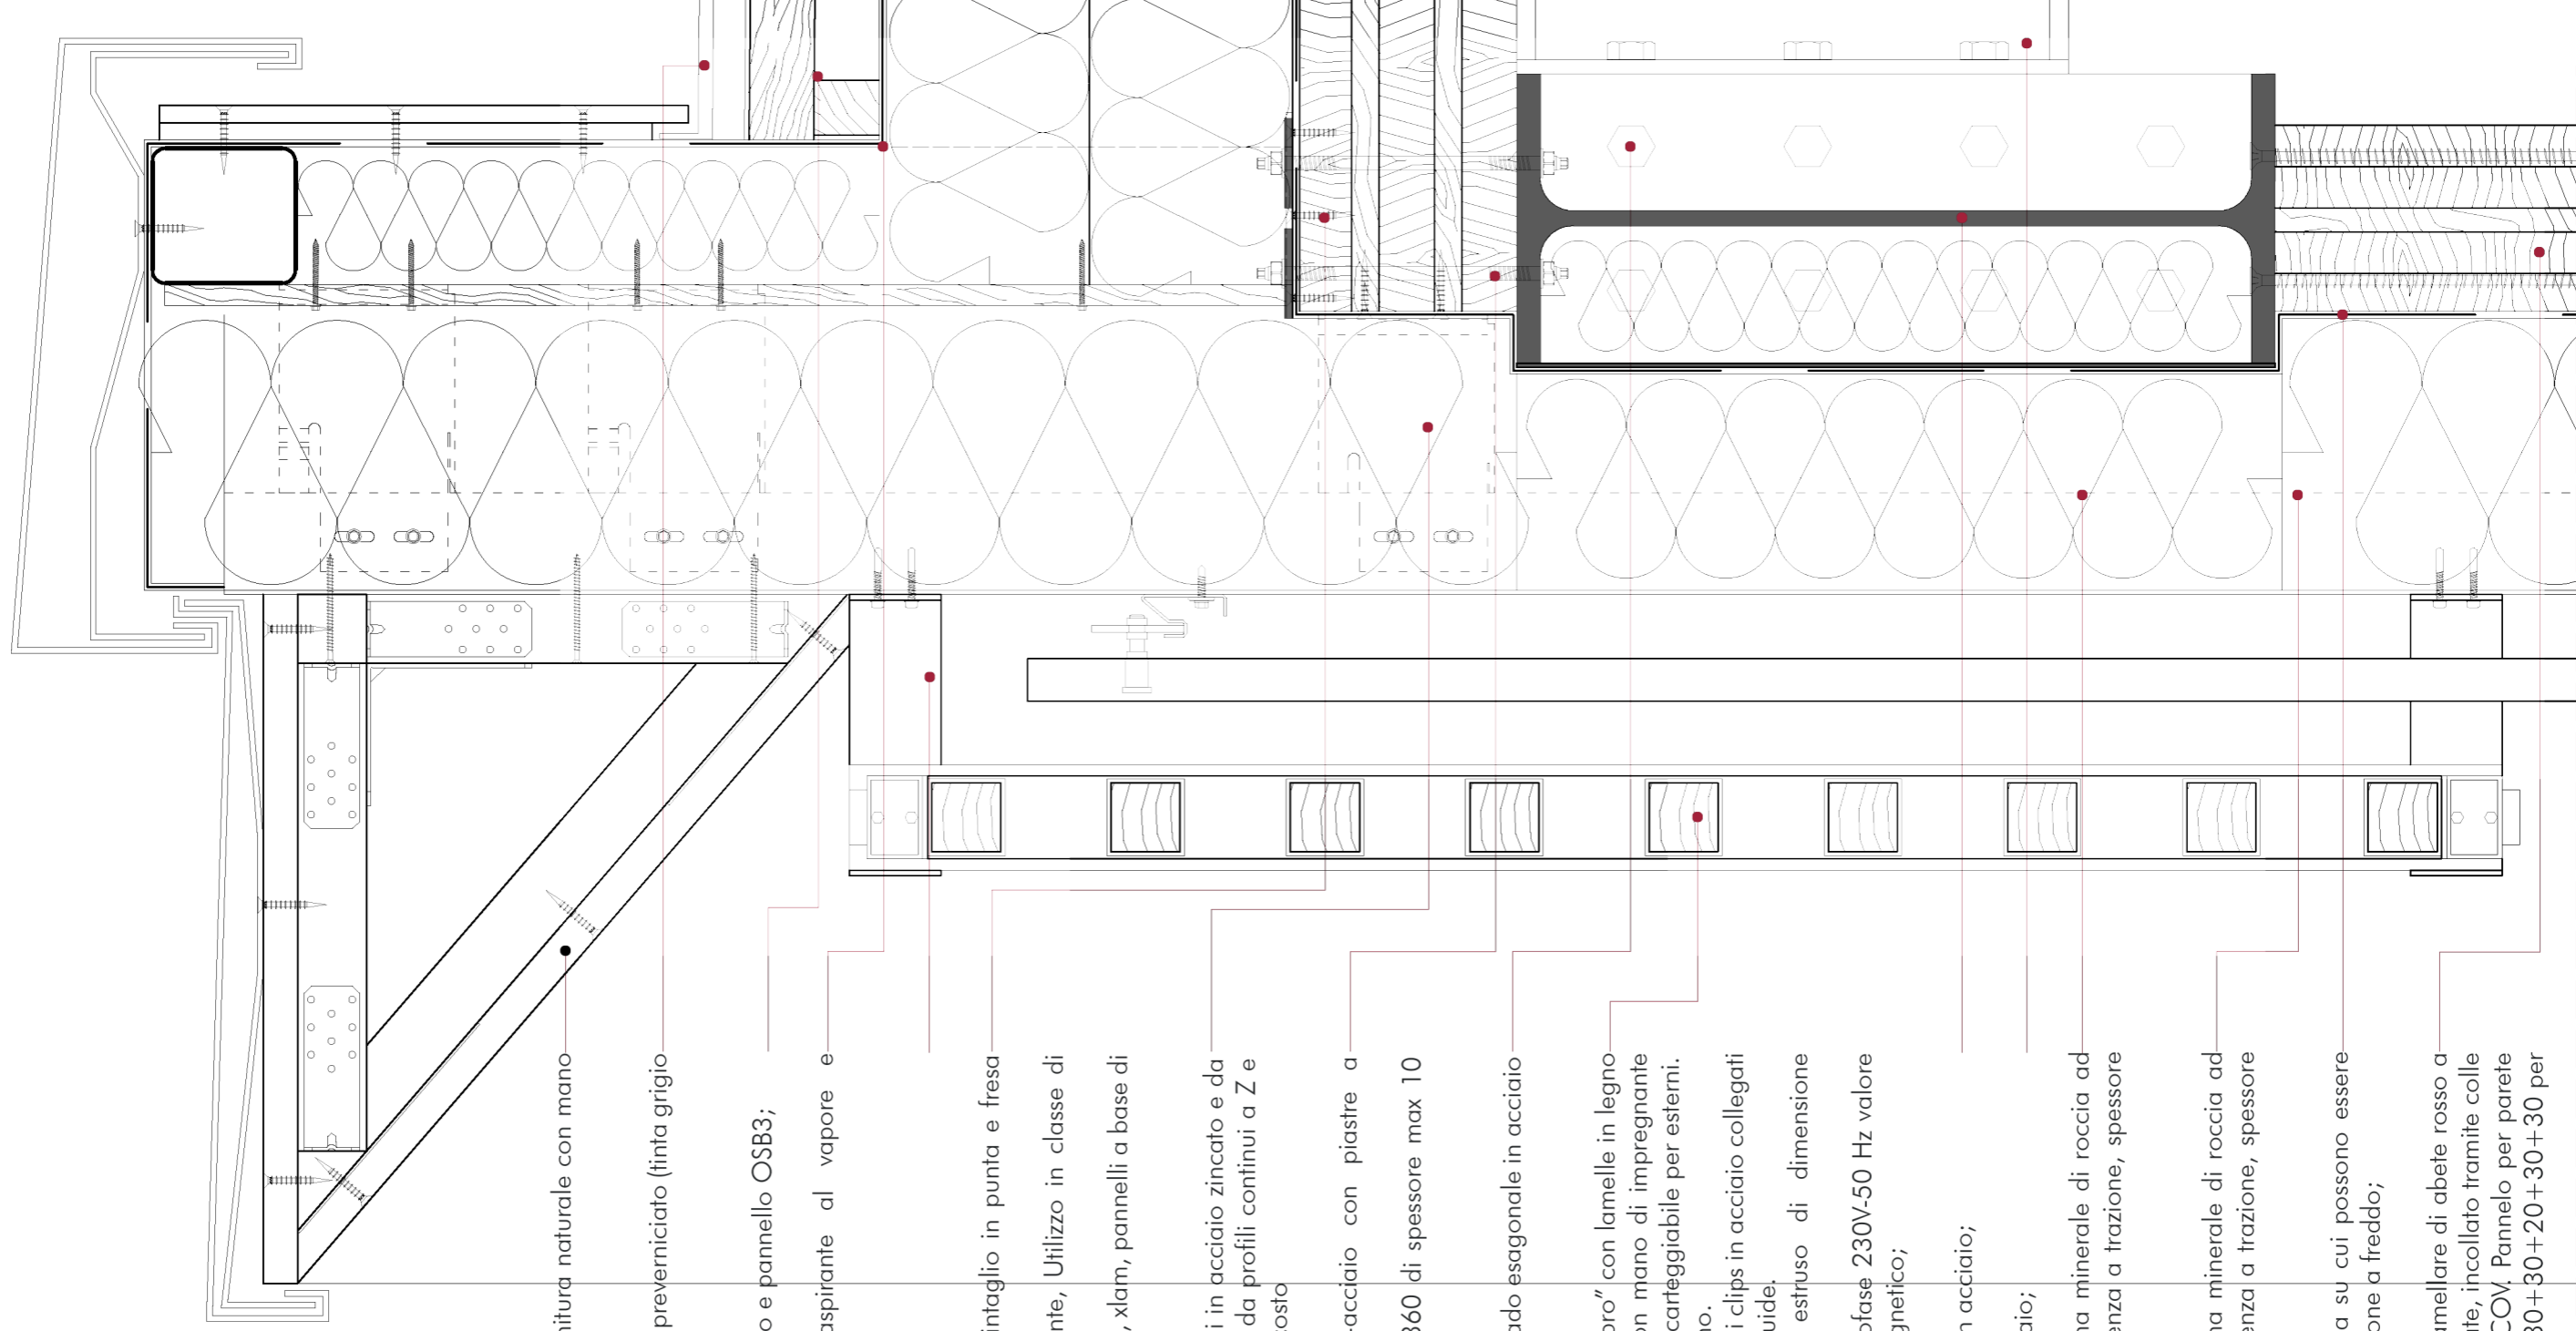 nitura naturale con mano
preverniciato (tinta grigio
o e pannello OSB3;
aspirante al vapore e
intaglio in punta e fresa
nte, Utilizzo in classe di
, xlam, pannelli a base di
i in acciaio zincato e da
da profili continui a Z e
costo
-acciaio con piastre a
360 di spessore max 10
ado esagonale in acciaio
oro” con lamelle in legno
on mano di impregnante
carteggiabile per esterni.
no.
i clips in acciaio collegati
uide.
estruso di dimensione
ofase 230V-50 Hz valore
gnetico;
n acciaio;
aio;
na minerale di roccia ad
enza a trazione, spessore
na minerale di roccia ad
enza a trazione, spessore
a su cui possono essere
one a freddo;
amellare di abete rosso a
te, incollato tramite colle
COV. Pannelo per parete
30+30+20+30+30 per